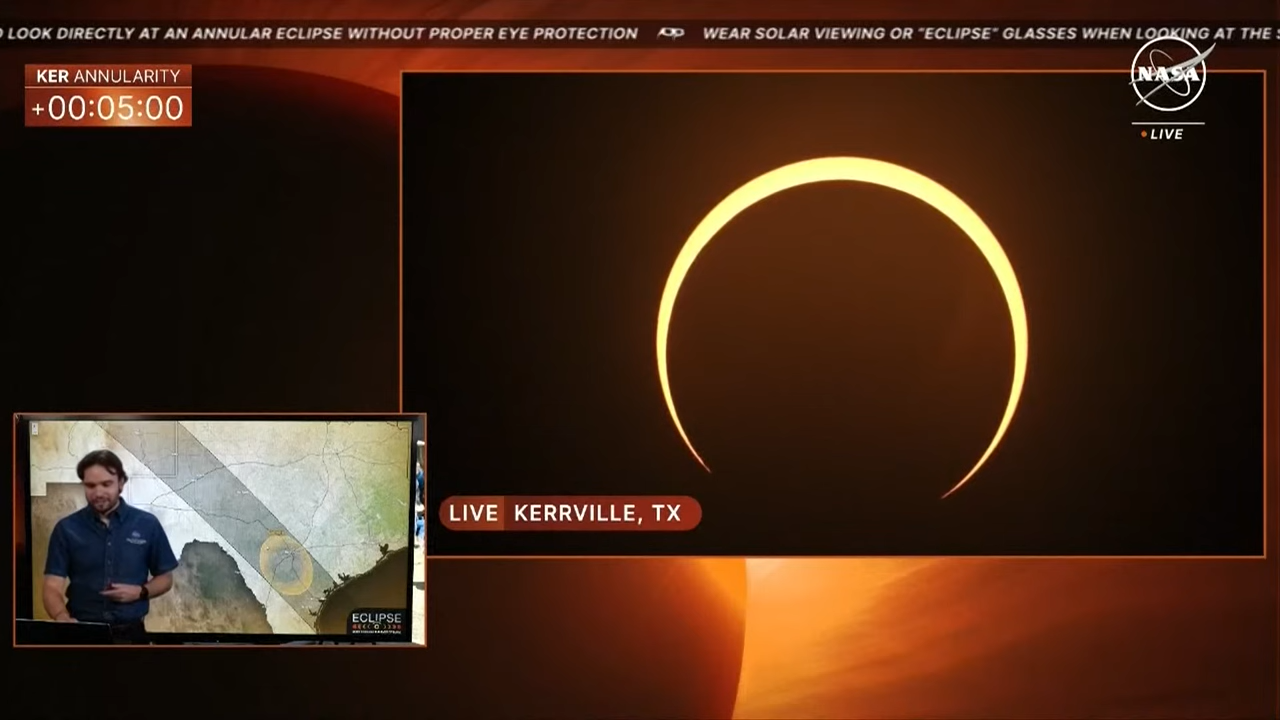 LOOK DIRECTLY AT AN ANNULAR ECLIPSE WITHOUT PROPER EYE PROTECTION WEAR SOLAR VIEWING OR "ECLIPSE" GLASSES WHEN LOOKING AT THE
KER ANNULARITY
+00:05:00
NASA
LIVE
LIVE KERRVILLE, TX
ECLIPSE